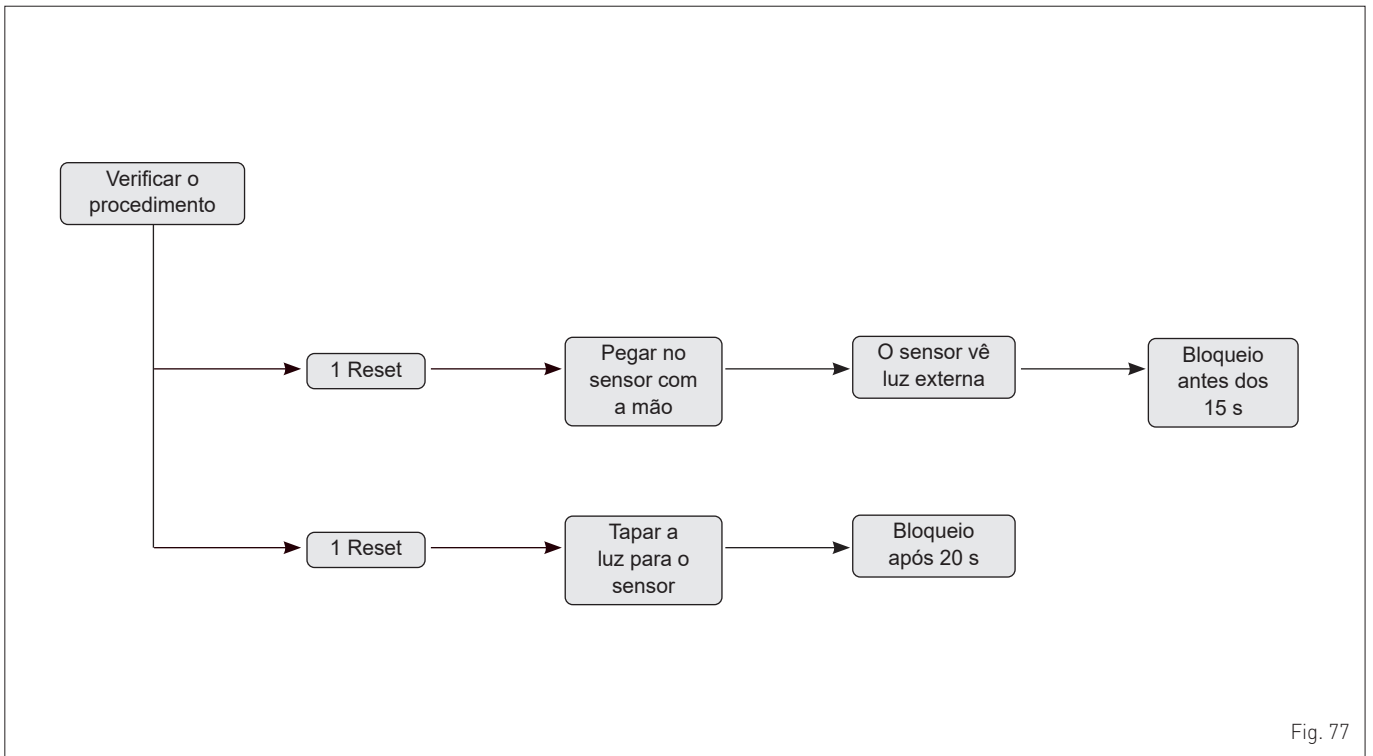 Verificar o
procedimento
1 Reset
Pegar no
sensor com
a mão
O sensor vê
luz externa
Bloqueio
antes dos
15 s
1 Reset
Tapar a
luz para o
sensor
Bloqueio
após 20 s
Fig. 77